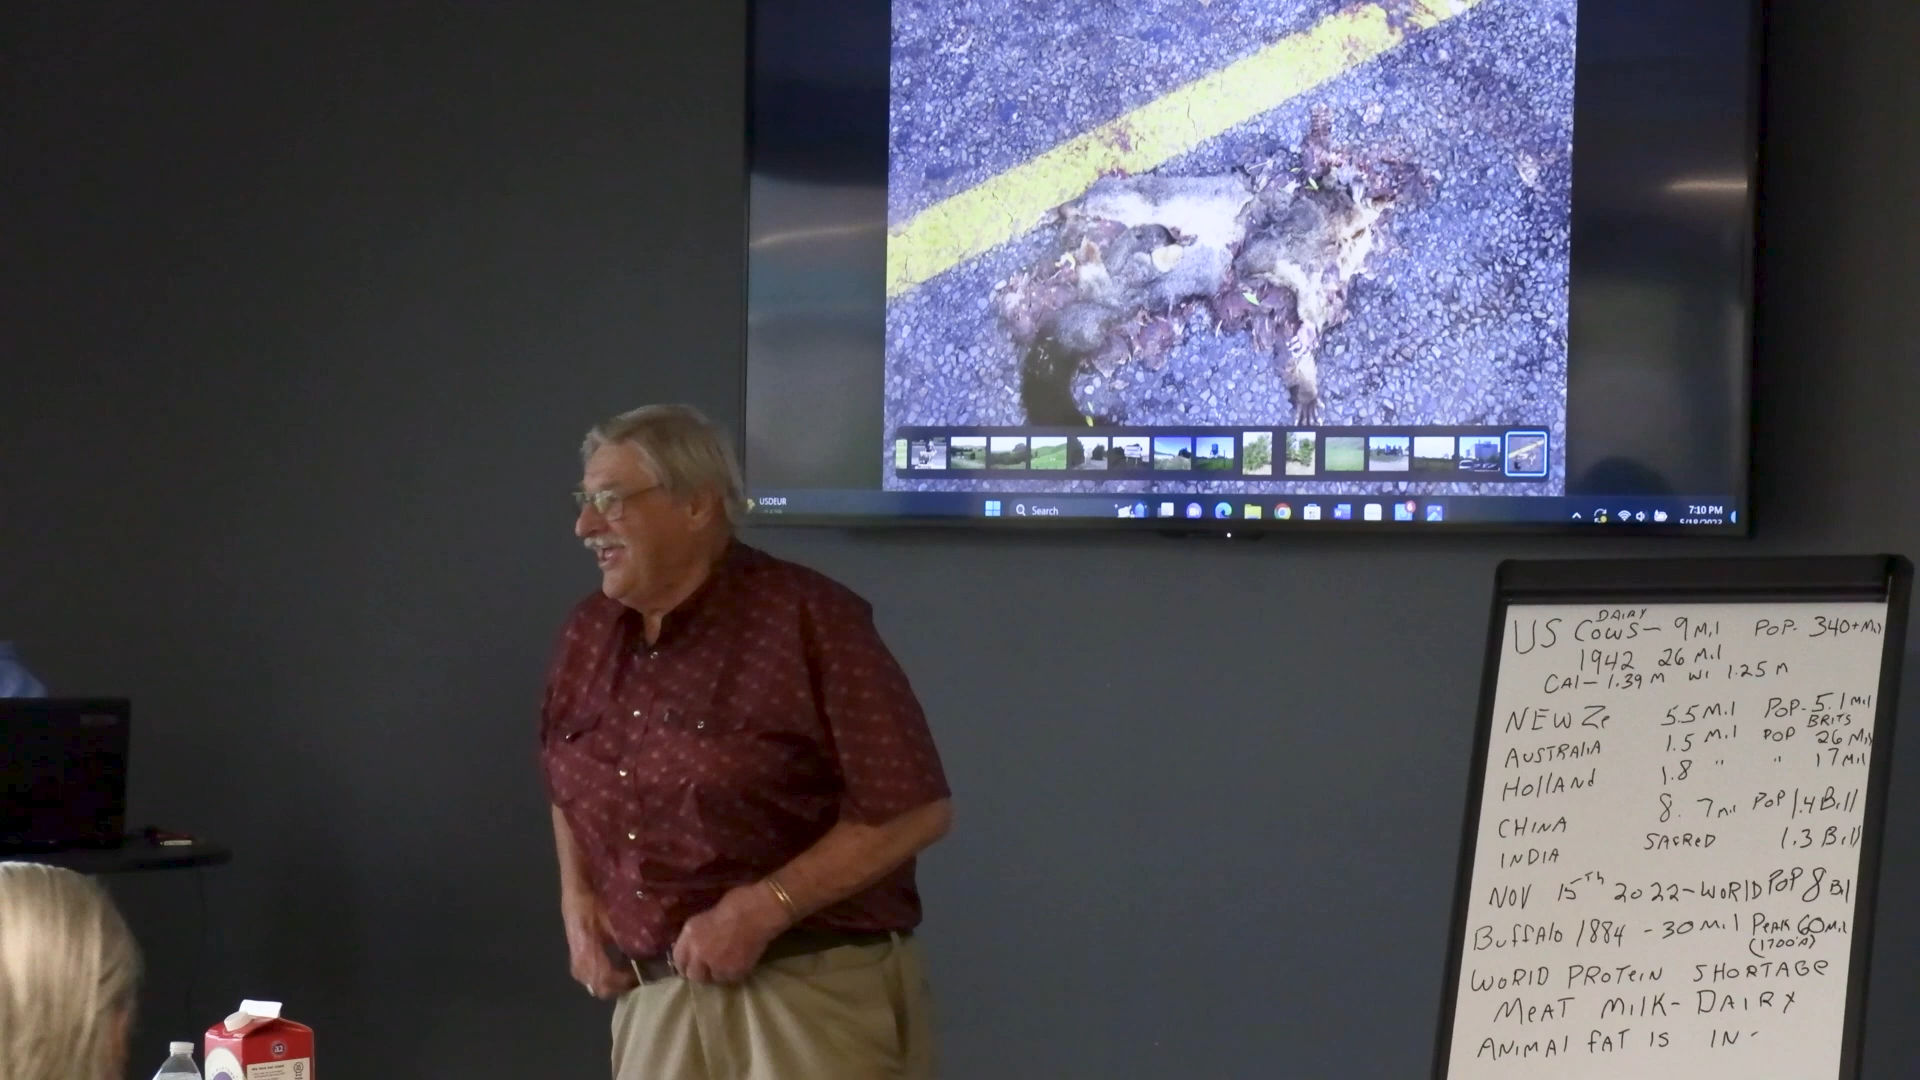 USDEUR
Search
7:10 PM
5/18/2023
DAIRY
US COWS - 9 Mil POP. 340+Mil
1942 26 Mil
CAl - 1.39 M WI 1.25 M
NEW Ze 5.5 Mil POP - 5.1 Mil
BRITS
AUSTRALIA 1.5 Mil POP 26 Mil
HOllANd 1.8 " " 17 Mil
CHINA 8.7 Mil POP 1.4 Bill
INDIA SACRED 1.3 Bill
NOV 15Th 2022 - WORlD POP 8 Bil
BuffAlo 1884 - 30 Mil PeAk 60 Mil
(1700's)
WORlD PROTeIN SHORTAGe
MeAT MIlK - DAIRY
ANIMAl fAT IS IN -
a2